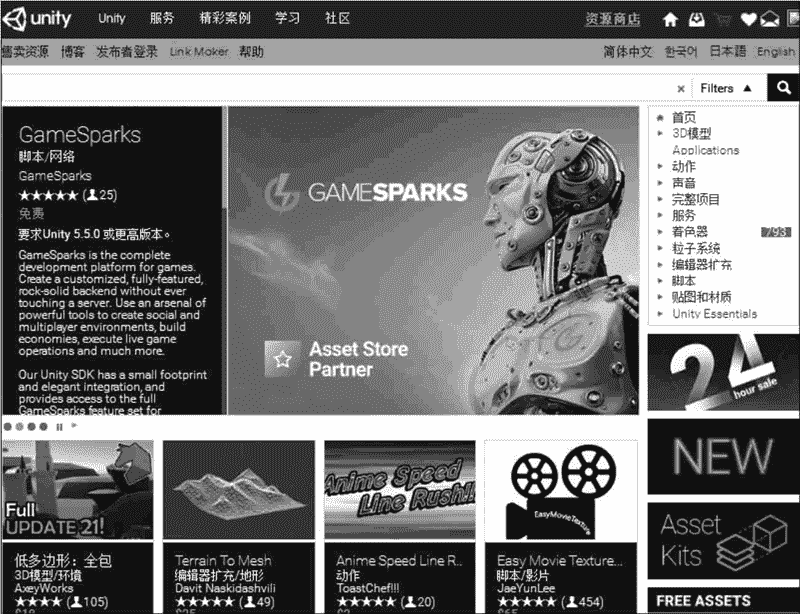 unity
Unity 服务 精彩案例 学习 社区 资源商店
售卖资源 博客 发布者登录 Link Maker 帮助 简体中文 한국어 日本語 English
× Filters ▲
GameSparks
脚本/网络
GameSparks
★★★★★ (25)
免费
要求Unity 5.5.0 或更高版本。
GameSparks is the complete
development platform for games.
Create a customized, fully-featured,
rock-solid backend without ever
touching a server. Use an arsenal of
powerful tools to create social and
multiplayer environments, build
economies, execute live game
operations and much more.
Our Unity SDK has a small footprint
and elegant integration, and
provides access to the full
GameSparks feature set for
GAMESPARKS
Asset Store
Partner
首页
3D模型
Applications
动作
声音
完整项目
服务
着色器 793
粒子系统
编辑器扩充
脚本
贴图和材质
Unity Essentials
24
hour sale
NEW
Asset
Kits
FREE ASSETS
Full
UPDATE 21!
低多边形：全包
3D模型/环境
AxeyWorks
★★★★★ (105)
Terrain To Mesh
编辑器扩充/地形
Davit Naskidashvili
★★★★★ (49)
Anime Speed
Line Rush!!
Anime Speed Line R..
动作
ToastChef!!!
★★★★★ (20)
EasyMovieTexture
Easy Movie Texture...
脚本/影片
JaeYunLee
★★★★★ (454)